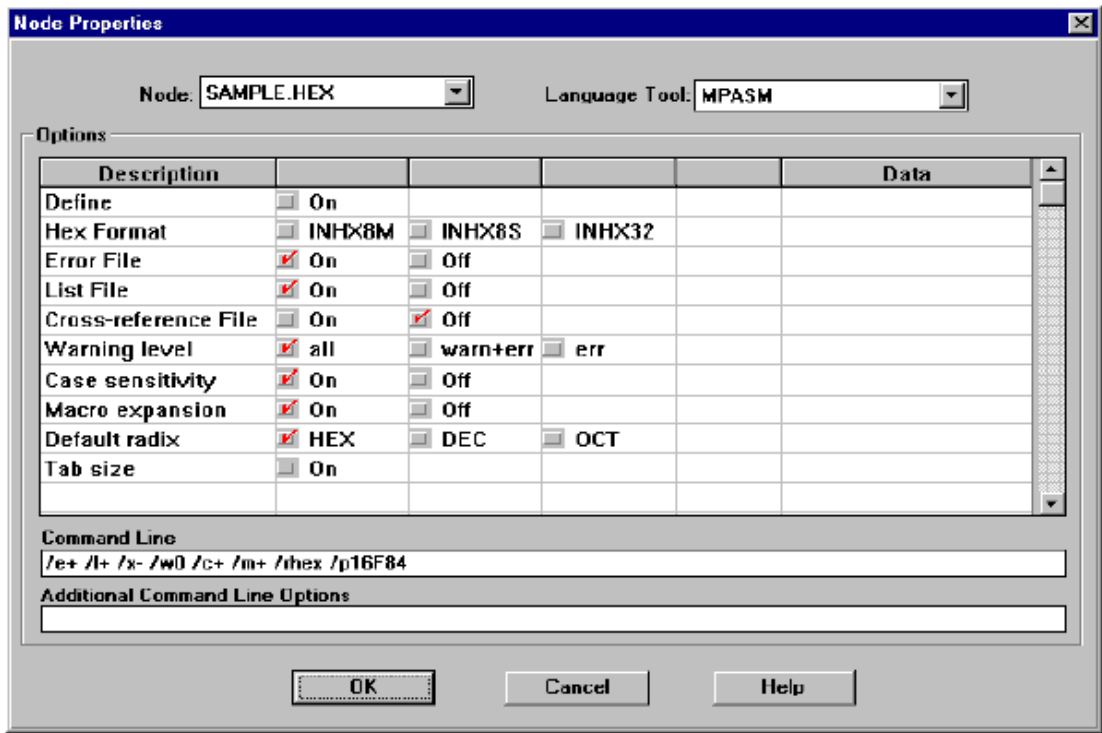 Node Properties
Node: SAMPLE.HEX Language Tool: MPASM
Options
Description Data
Define On
Hex Format INHX8M INHX8S INHX32
Error File On Off
List File On Off
Cross-reference File On Off
Warning level all warn+err err
Case sensitivity On Off
Macro expansion On Off
Default radix HEX DEC OCT
Tab size On
Command Line
/e+ /l+ /x- /w0 /c+ /m+ /rhex /p16F84
Additional Command Line Options
OK Cancel Help